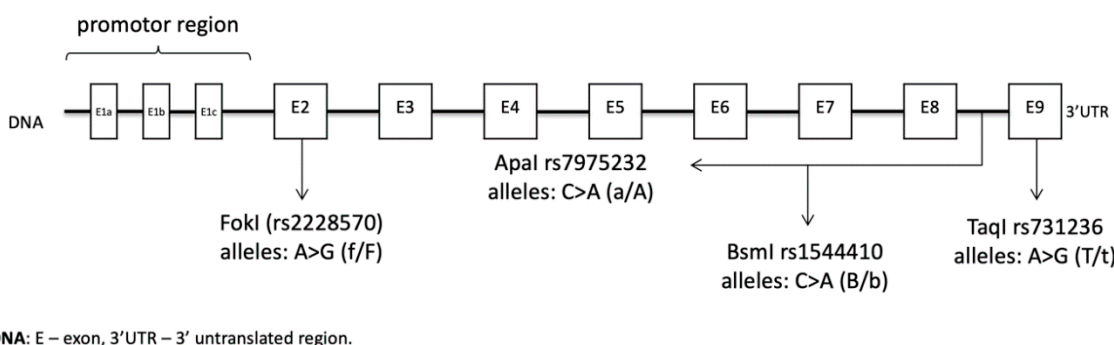 promotor region
DNA
E1a
E1b
E1c
E2
E3
E4
E5
E6
E7
E8
E9
3'UTR
ApaI rs7975232
alleles: C>A (a/A)
FokI (rs2228570)
alleles: A>G (f/F)
BsmI rs1544410
alleles: C>A (B/b)
TaqI rs731236
alleles: A>G (T/t)
NA: E – exon, 3'UTR – 3' untranslated region.